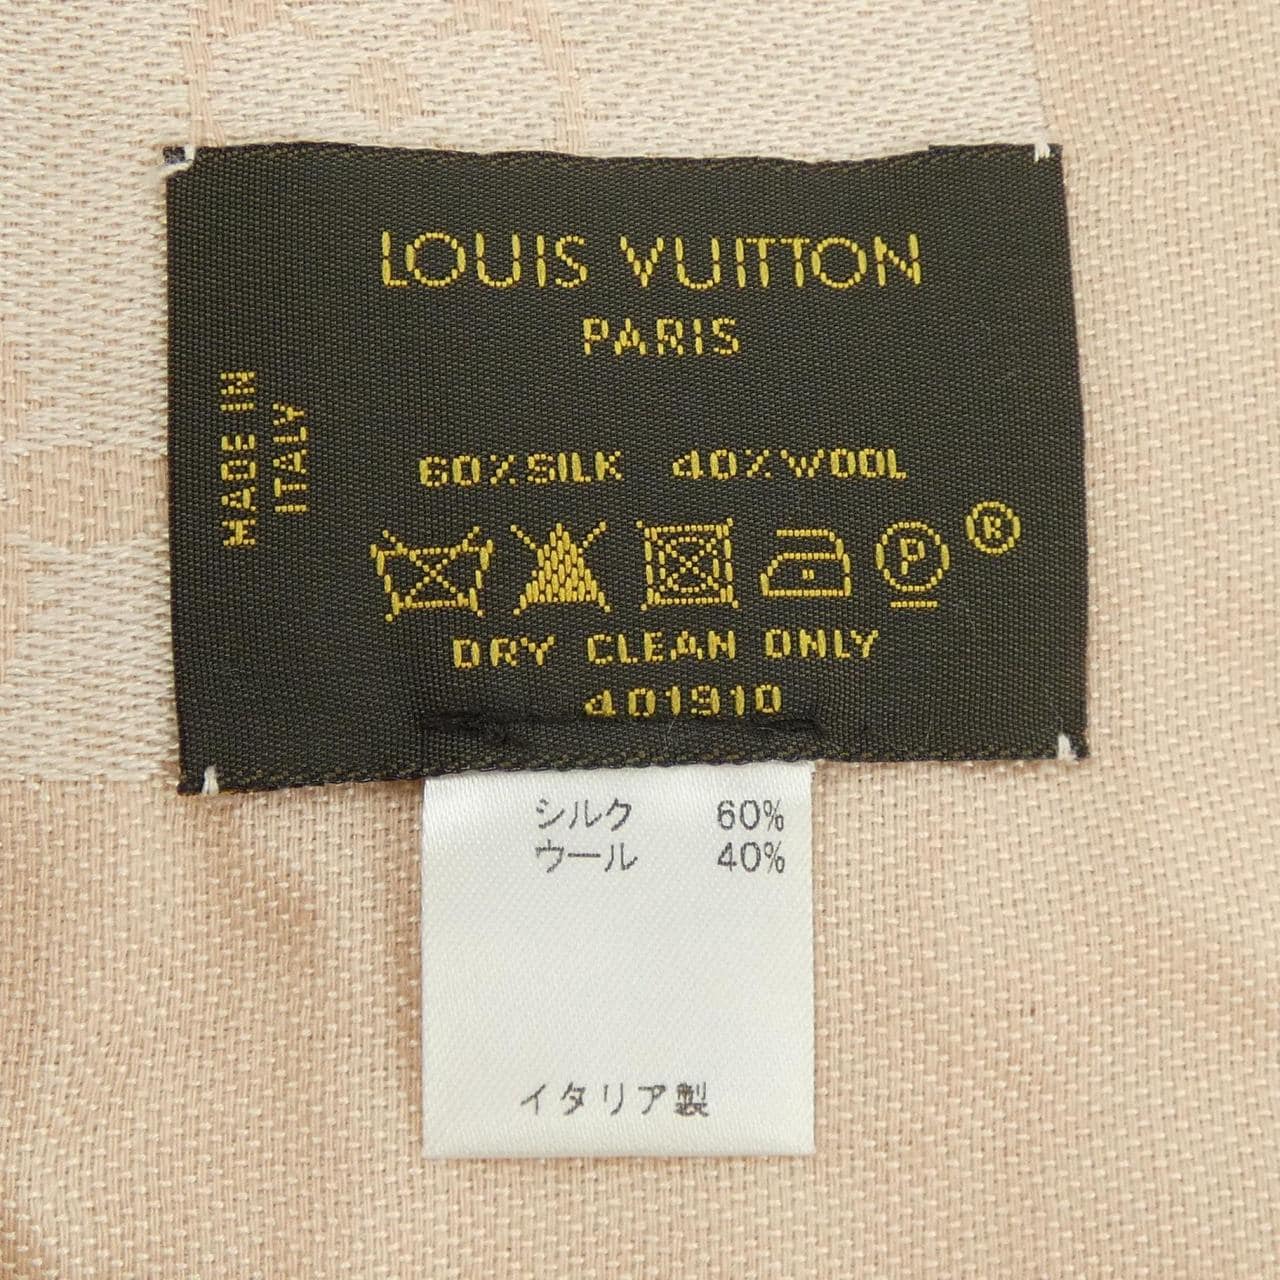 LOUIS VUITTON
PARIS
MADE IN
ITALY
60%SILK 40%WOOL
P
®
DRY CLEAN ONLY
401910
シルク 60%
ウール 40%
イタリア製